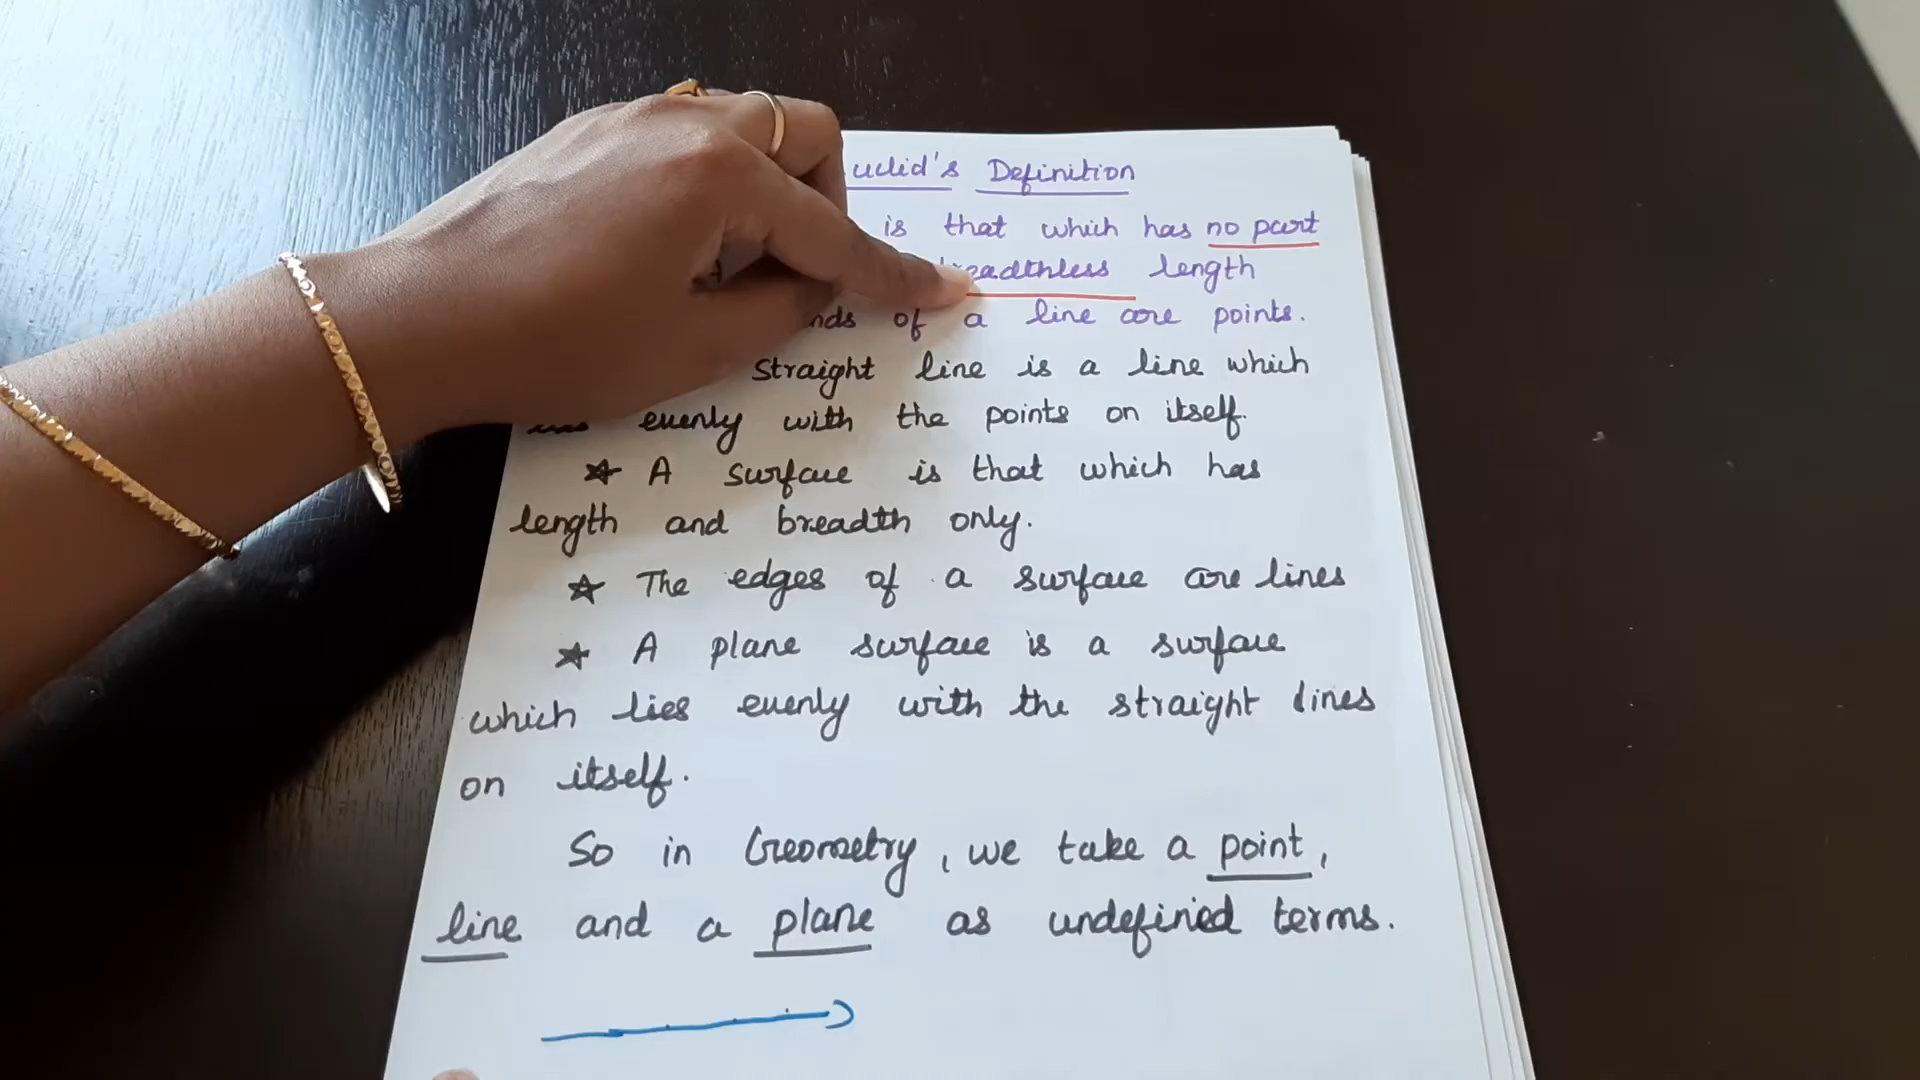 uclid's Definition
is that which has no part
readthless length
nds of a line are points.
Straight line is a line which
evenly with the points on itself.
☆ A surface is that which has
length and breadth only.
☆ The edges of a surface are lines
☆ A plane surface is a surface
which lies evenly with the straight lines
on itself.
So in Geometry, we take a point,
line and a plane as undefined terms.